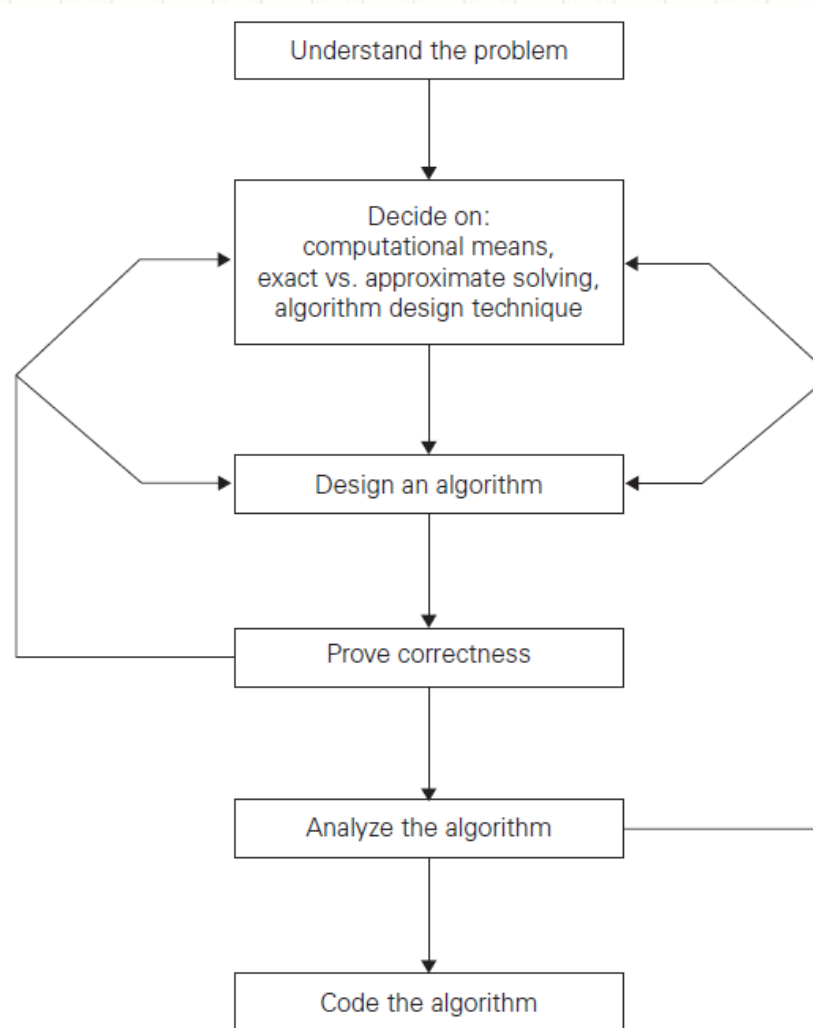 Understand the problem
Decide on:
computational means,
exact vs. approximate solving,
algorithm design technique
Design an algorithm
Prove correctness
Analyze the algorithm
Code the algorithm